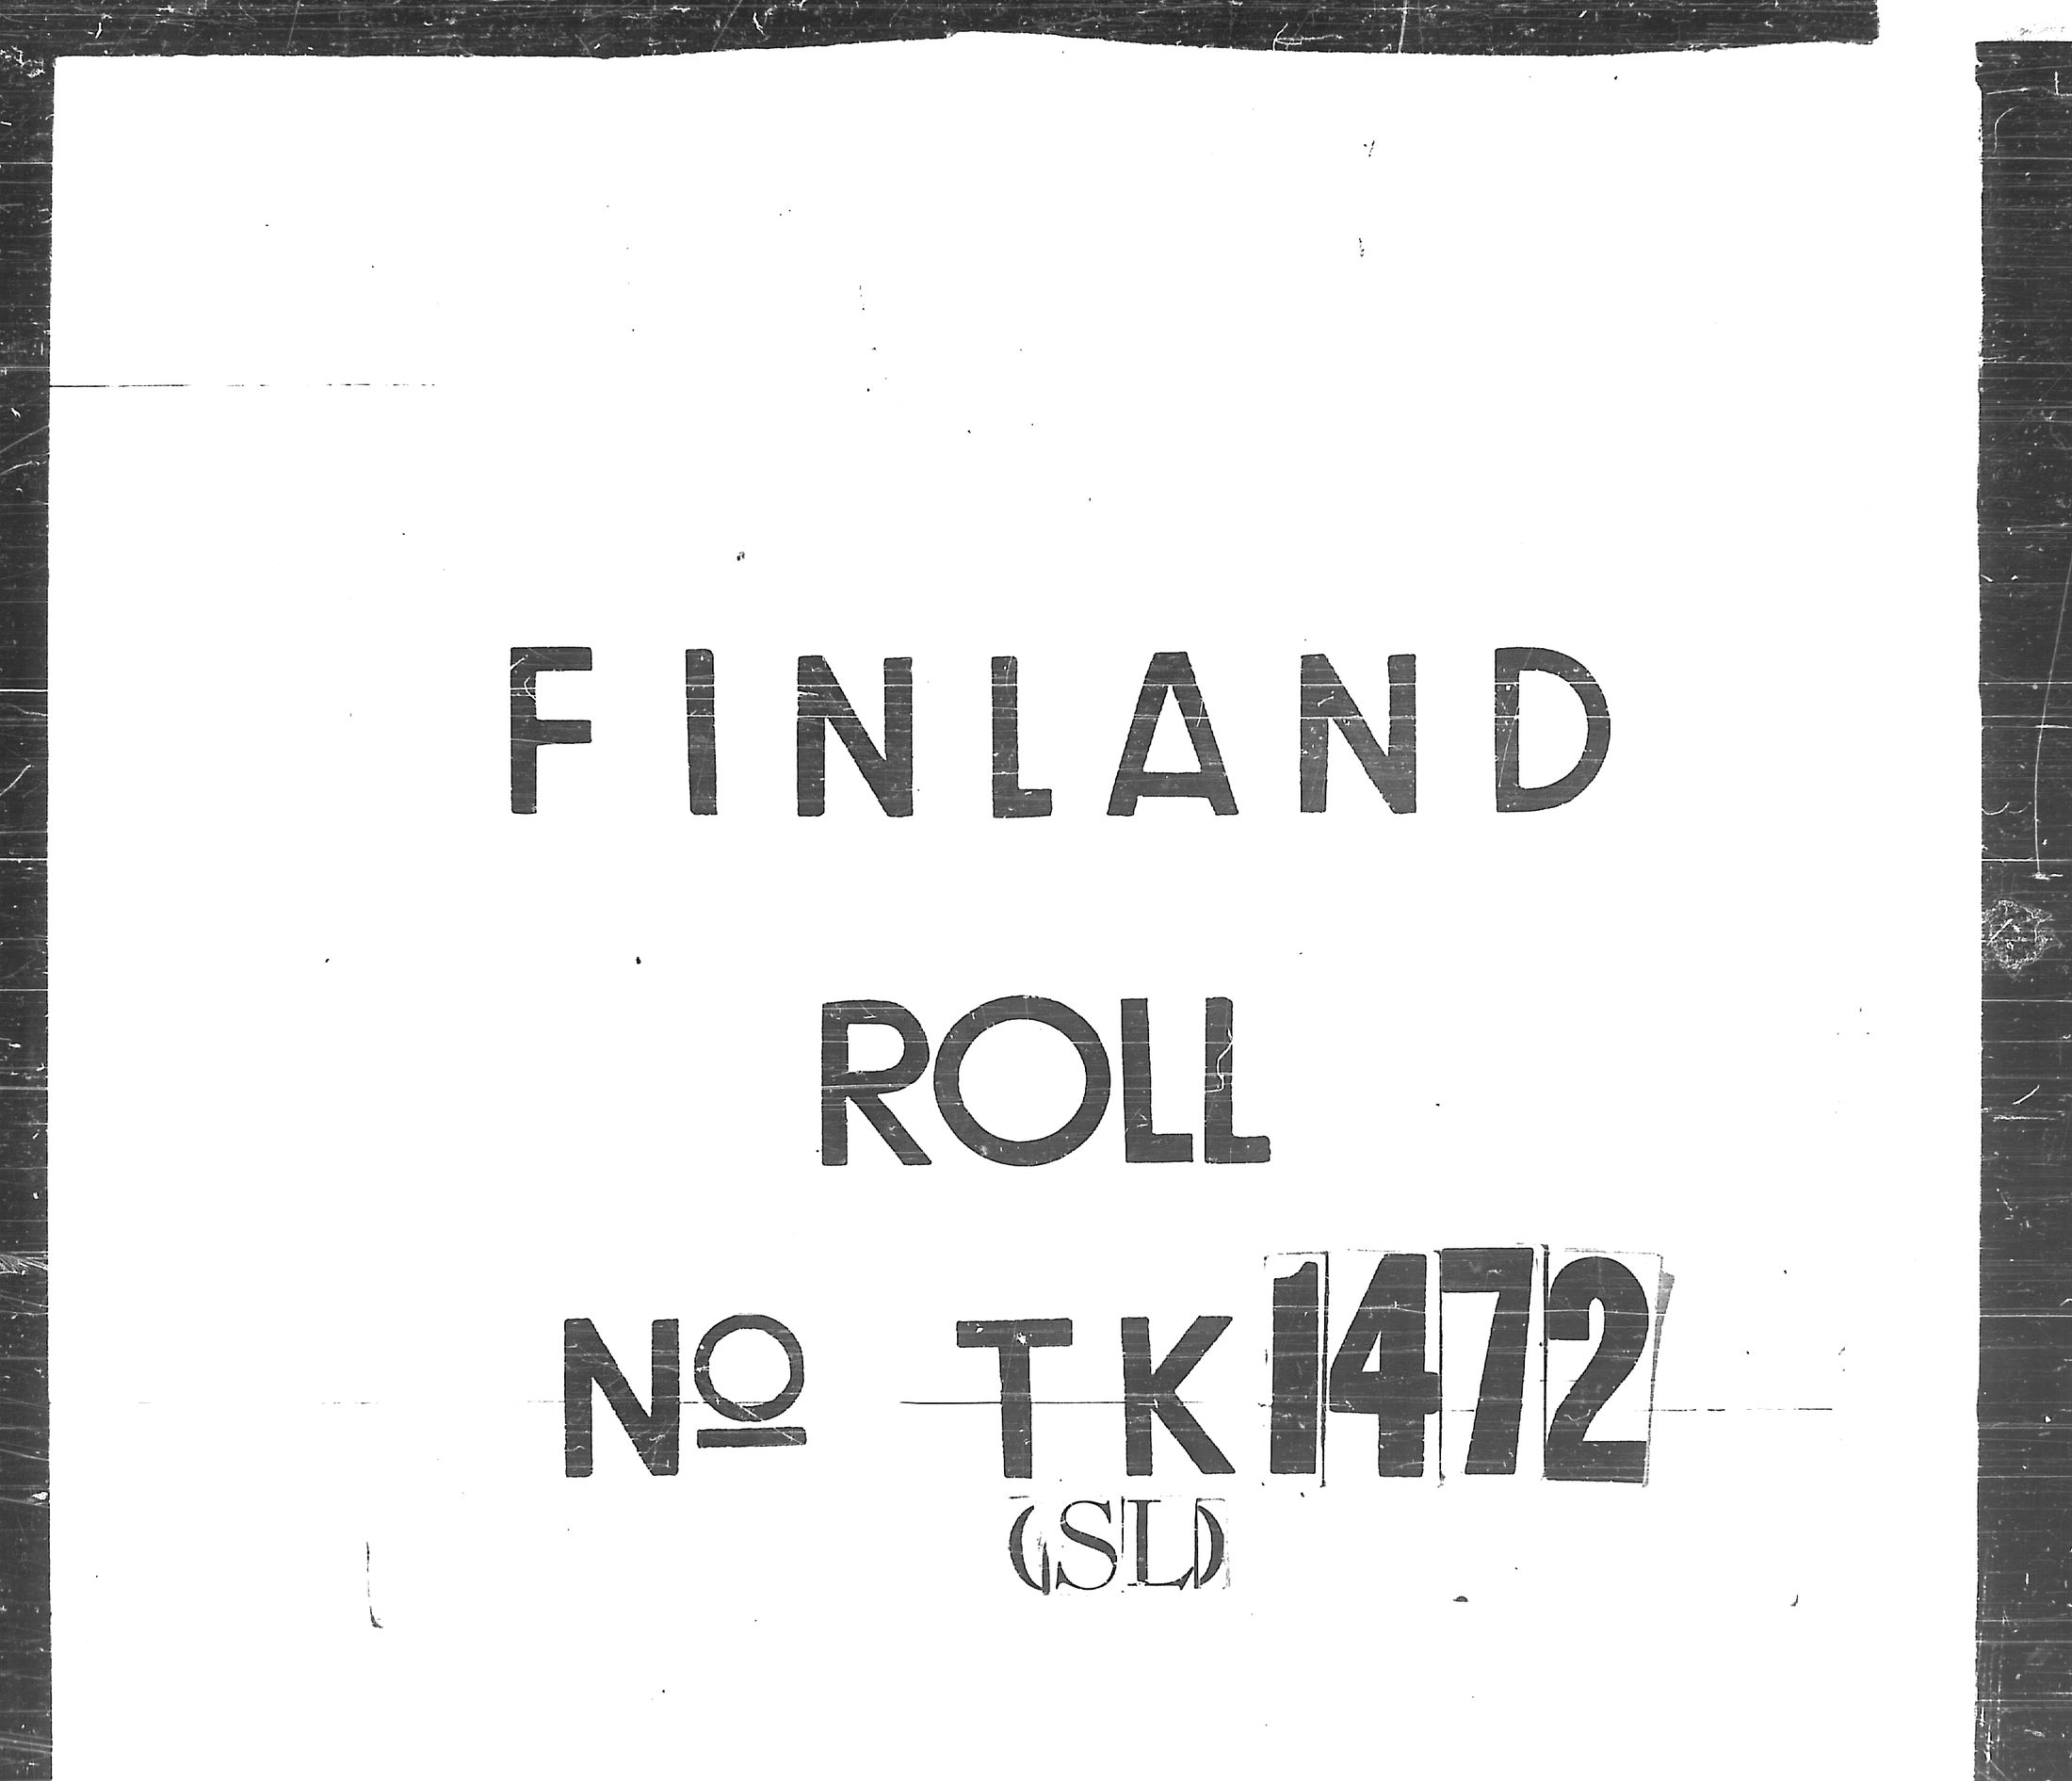 FINLAND
ROLL
Nº TK 1472
(SL)